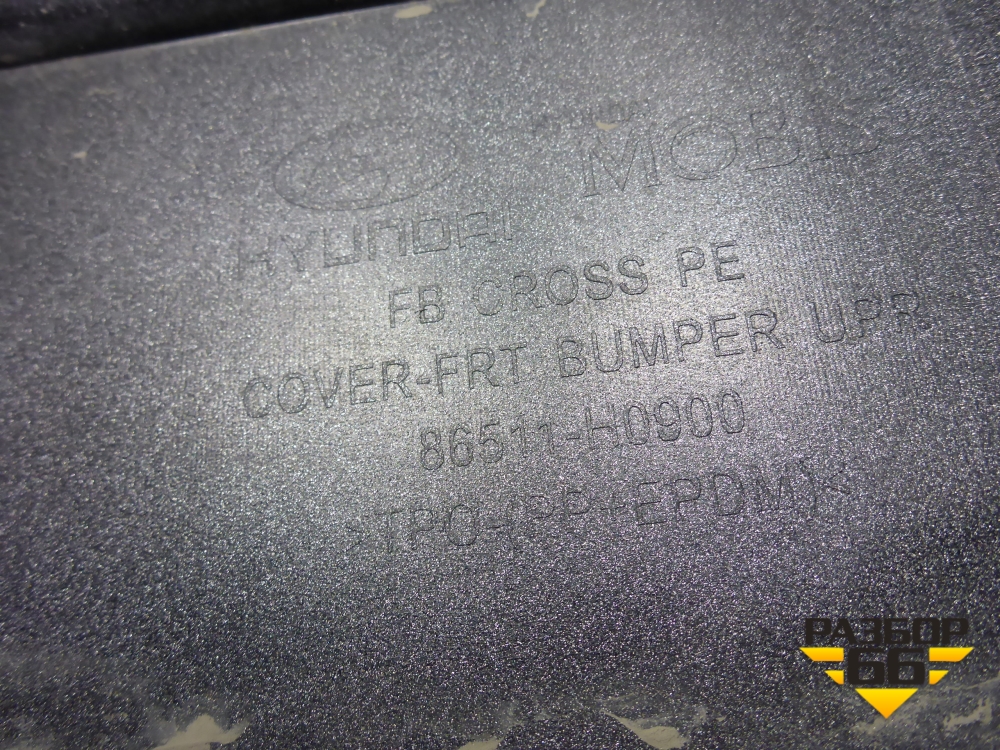 HYUNDAI MOBIS
FB CROSS PE
COVER-FRT BUMPER UPR
86511-H0900
>TPO-(PP+EPDM)<
РАЗБОР
66